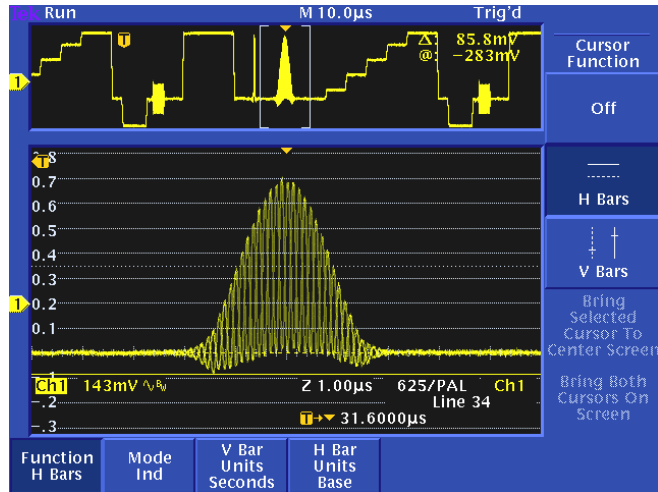 Tek Run M 10.0µs Trig'd
Δ: 85.8mV
@: −283mV
1
Cursor
Function
Off
H Bars
V Bars
Bring
Selected
Cursor To
Center Screen
Bring Both
Cursors On
Screen
0.7
0.6
0.5
0.4
0.3
1 0.2
0.1
Ch1 143mV Z 1.00µs 625/PAL Ch1
-.2 Line 34
T 31.6000µs
-.3
Function
H Bars
Mode
Ind
V Bar
Units
Seconds
H Bar
Units
Base